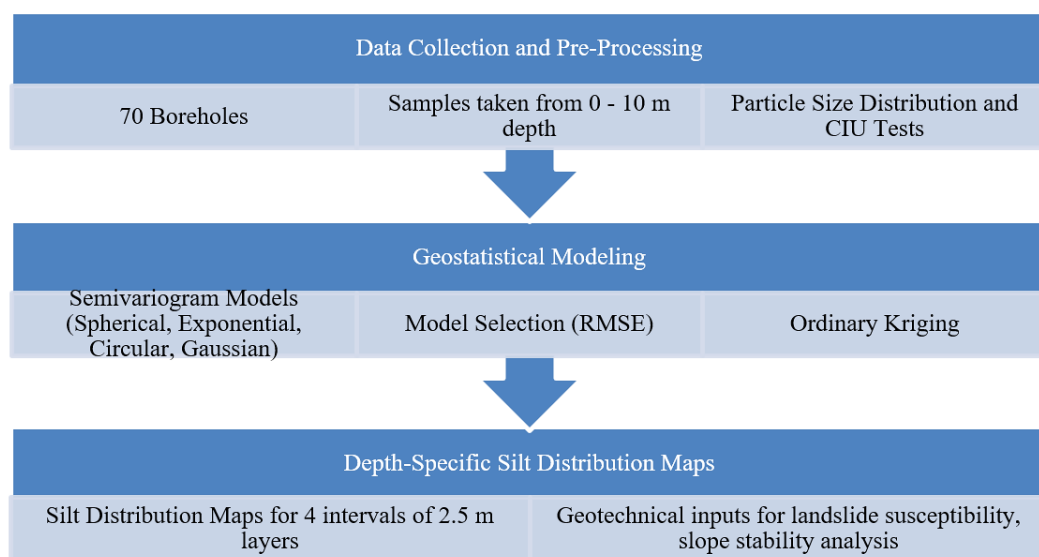 Data Collection and Pre-Processing
70 Boreholes
Samples taken from 0 - 10 m
depth
Particle Size Distribution and
CIU Tests
Geostatistical Modeling
Semivariogram Models
(Spherical, Exponential,
Circular, Gaussian)
Model Selection (RMSE)
Ordinary Kriging
Depth-Specific Silt Distribution Maps
Silt Distribution Maps for 4 intervals of 2.5 m
layers
Geotechnical inputs for landslide susceptibility,
slope stability analysis